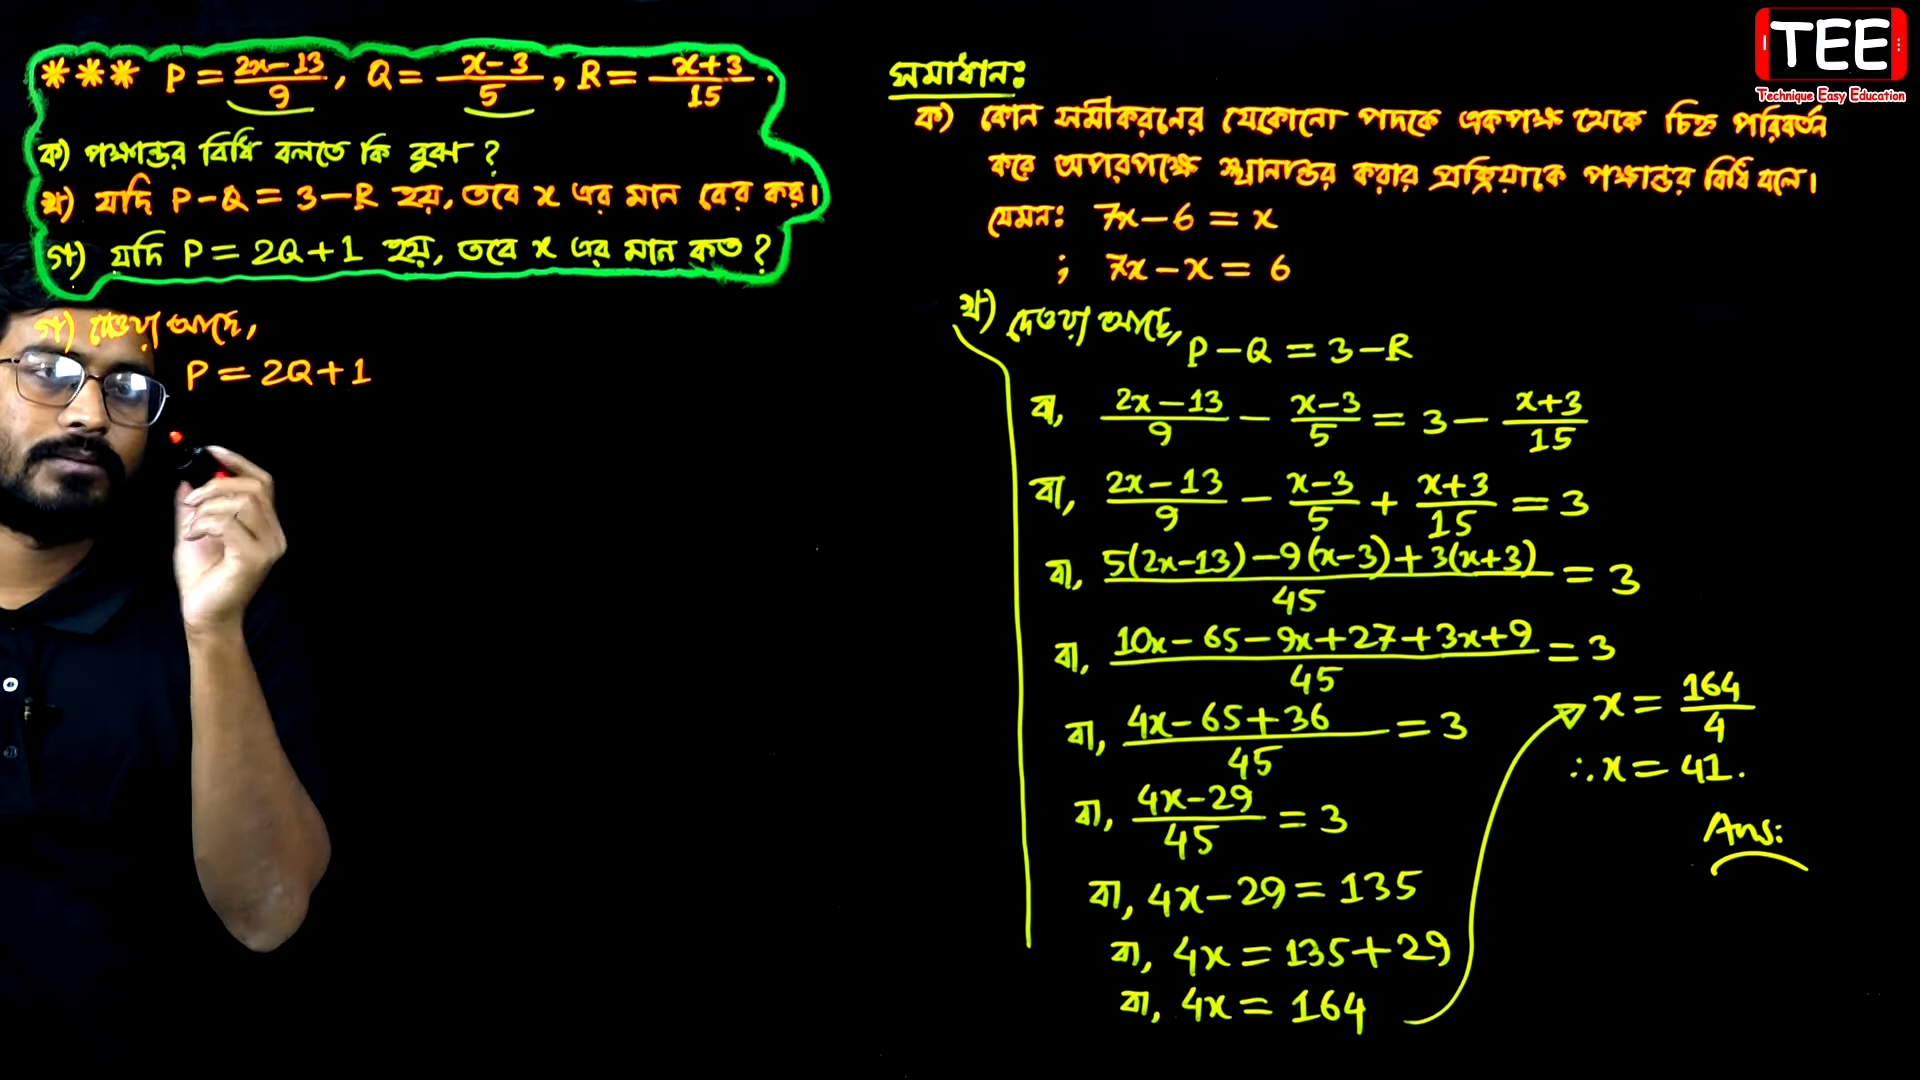 *** P = (2x-13)/9, Q = (x-3)/5, R = (x+3)/15.
ক) পক্ষান্তর বিধি বলতে কি বুঝ ?
খ) যদি P-Q = 3-R হয়, তবে x এর মান বের কর।
গ) যদি P = 2Q+1 হয়, তবে x এর মান কত ?
গ) দেওয়া আছে,
P = 2Q+1
সমাধানঃ
ক) কোন সমীকরণের যেকোনো পদকে একপক্ষ থেকে চিহ্ন পরিবর্তন
করে অপরপক্ষে স্থানান্তর করার প্রক্রিয়াকে পক্ষান্তর বিধি বলে।
যেমনঃ 7x-6 = x
; 7x-x = 6
খ) দেওয়া আছে,
P-Q = 3-R
বা, (2x-13)/9 - (x-3)/5 = 3 - (x+3)/15
বা, (2x-13)/9 - (x-3)/5 + (x+3)/15 = 3
বা, (5(2x-13)-9(x-3)+3(x+3))/45 = 3
বা, (10x-65-9x+27+3x+9)/45 = 3
বা, (4x-65+36)/45 = 3
বা, (4x-29)/45 = 3
বা, 4x-29 = 135
বা, 4x = 135+29
বা, 4x = 164
x = 164/4
∴ x = 41.
Ans:
TEE
Technique Easy Education